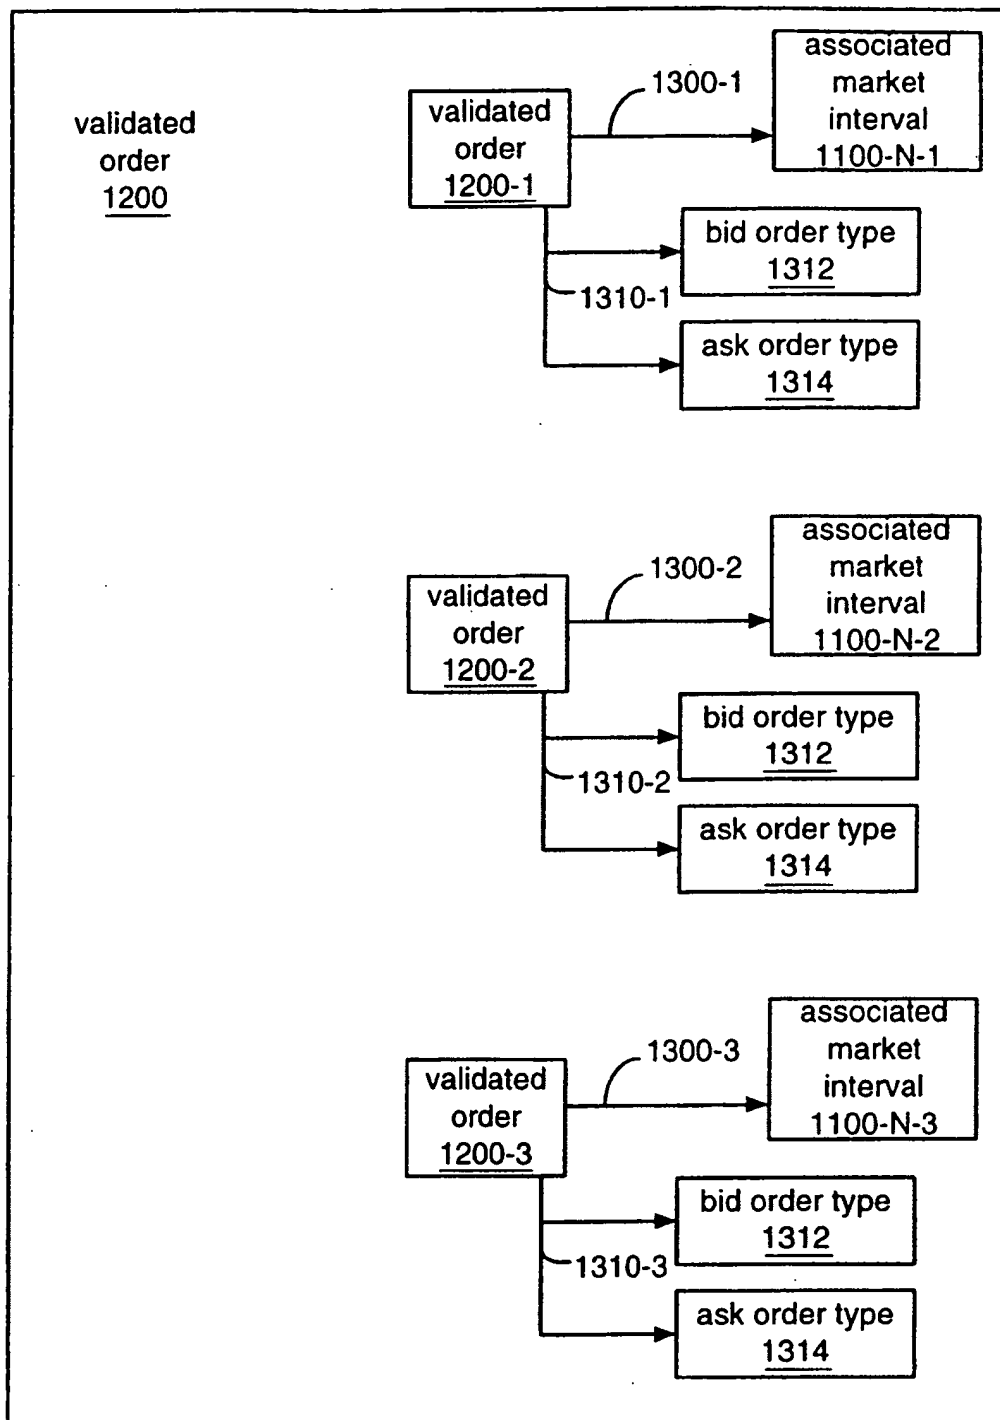 validated
order
1200
validated
order
1200-1
1300-1
associated
market
interval
1100-N-1
bid order type
1312
1310-1
ask order type
1314
validated
order
1200-2
1300-2
associated
market
interval
1100-N-2
bid order type
1312
1310-2
ask order type
1314
validated
order
1200-3
1300-3
associated
market
interval
1100-N-3
bid order type
1312
1310-3
ask order type
1314